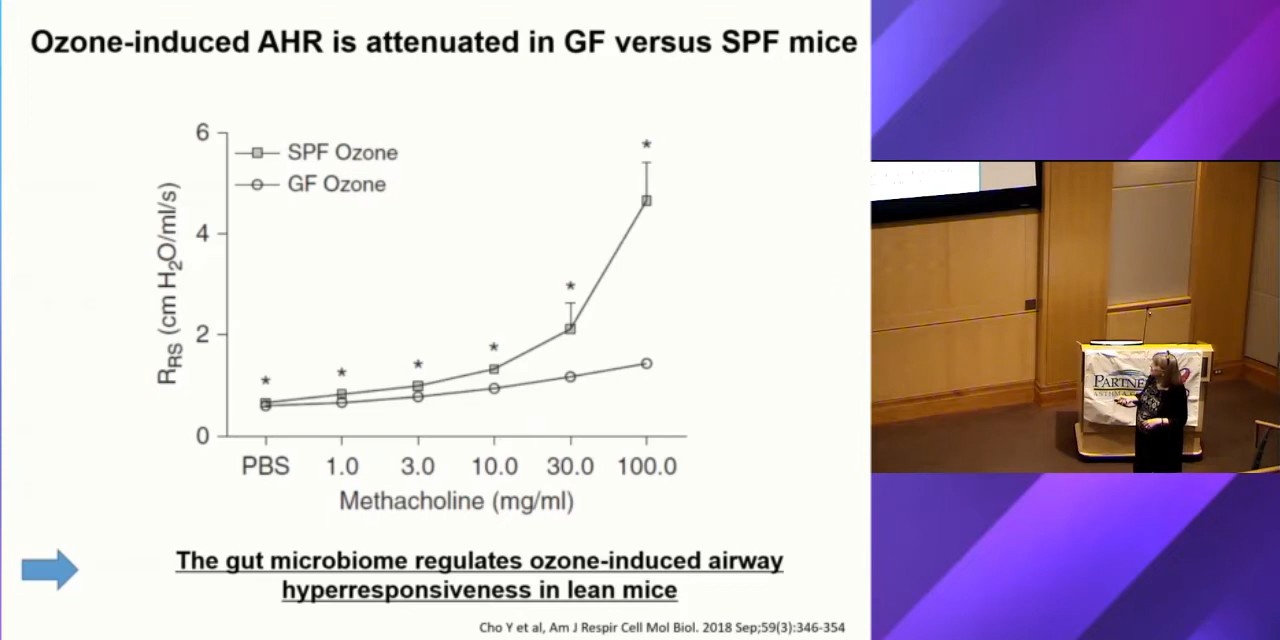 Ozone-induced AHR is attenuated in GF versus SPF mice
6
4
2
0
SPF Ozone
GF Ozone
R_RS (cm H₂O/ml/s)
*
*
*
*
*
*
PBS 1.0 3.0 10.0 30.0 100.0
Methacholine (mg/ml)
The gut microbiome regulates ozone-induced airway
hyperresponsiveness in lean mice
Cho Y et al, Am J Respir Cell Mol Biol. 2018 Sep;59(3):346-354